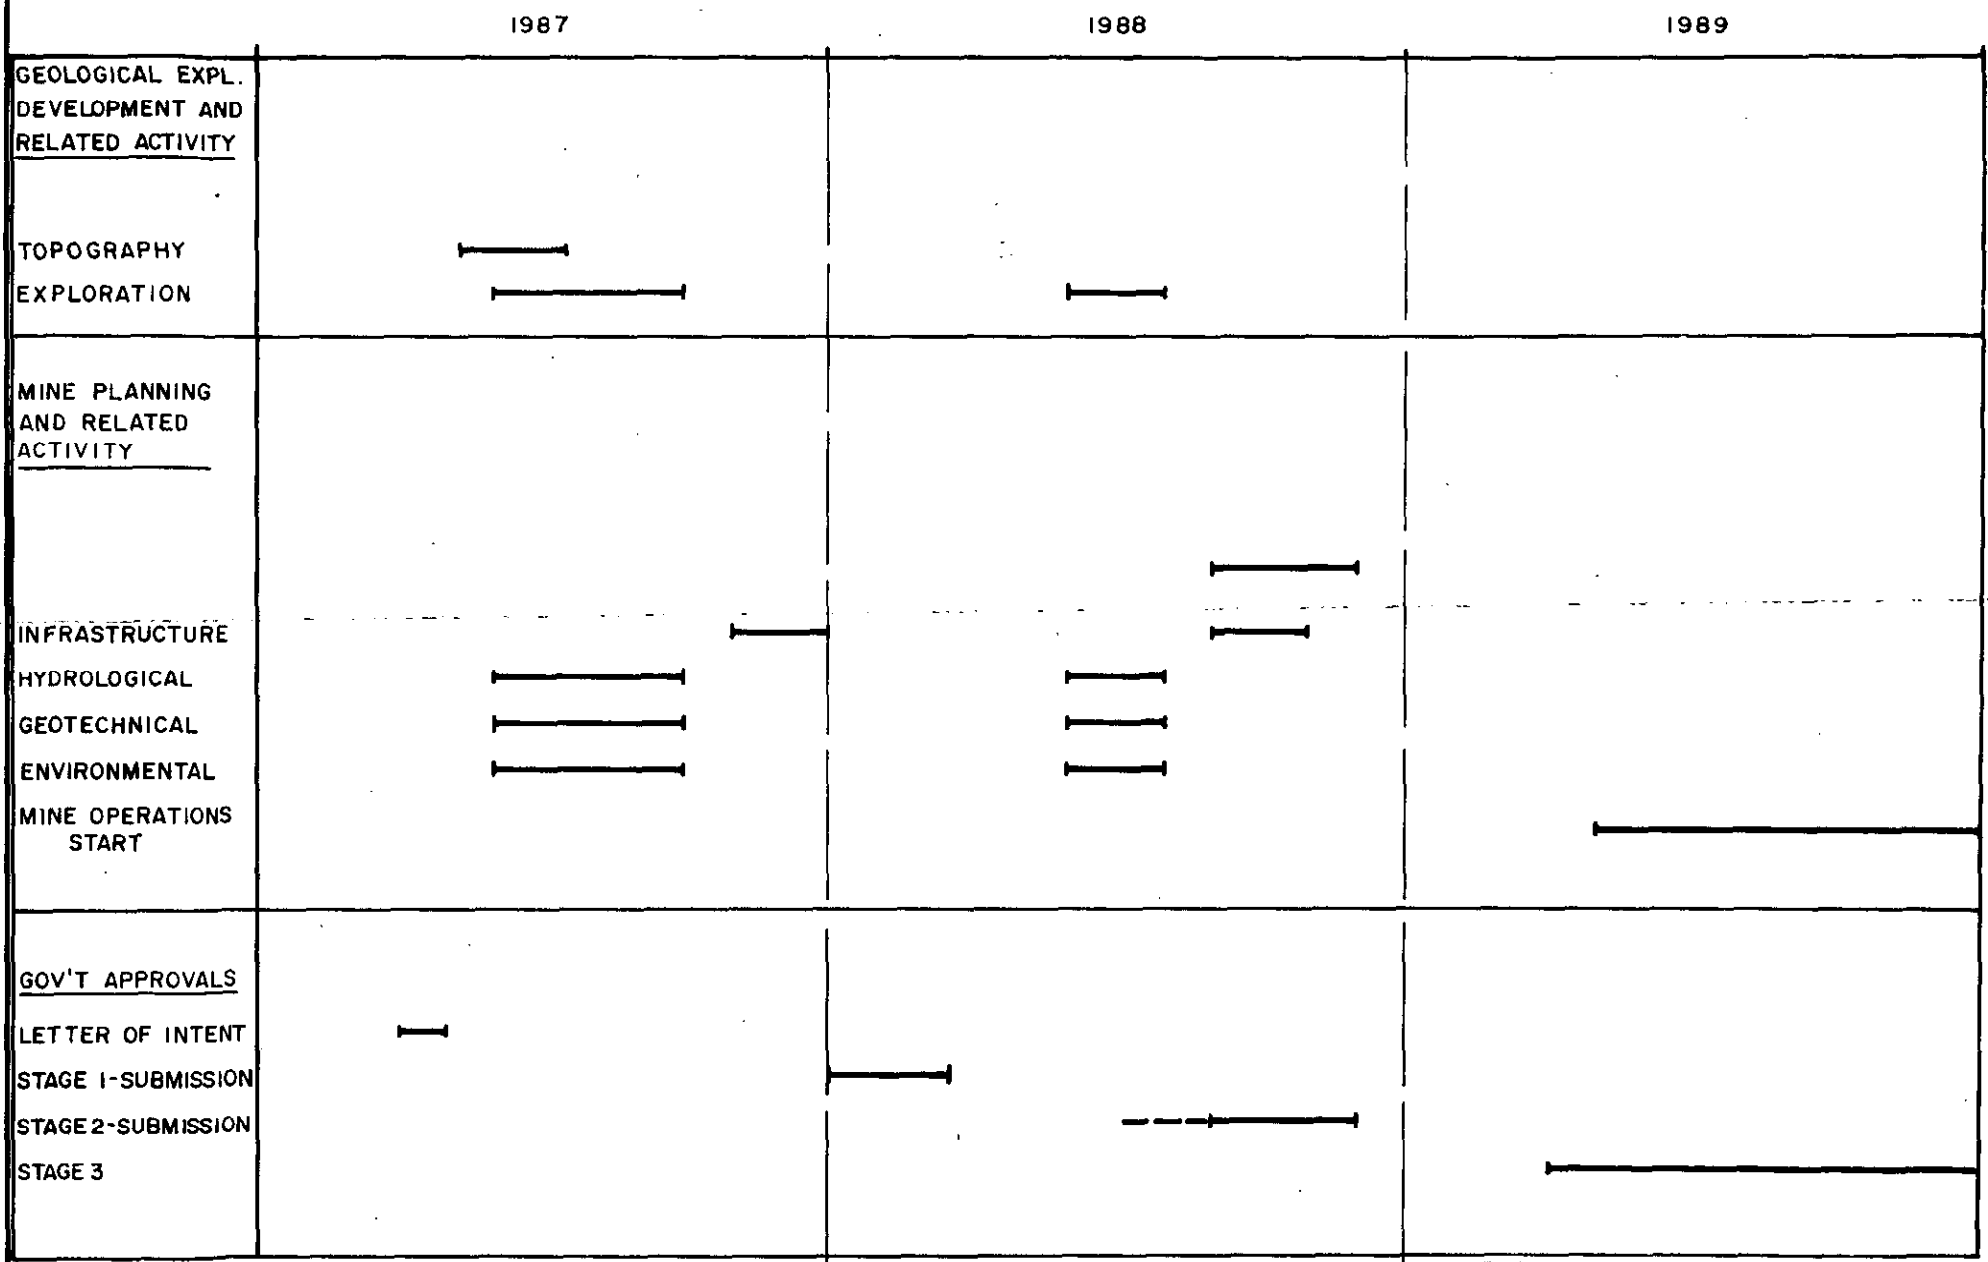 1987 1988 1989
GEOLOGICAL EXPL.
DEVELOPMENT AND
RELATED ACTIVITY
TOPOGRAPHY
EXPLORATION
MINE PLANNING
AND RELATED
ACTIVITY
INFRASTRUCTURE
HYDROLOGICAL
GEOTECHNICAL
ENVIRONMENTAL
MINE OPERATIONS
START
GOV'T APPROVALS
LETTER OF INTENT
STAGE 1-SUBMISSION
STAGE 2-SUBMISSION
STAGE 3